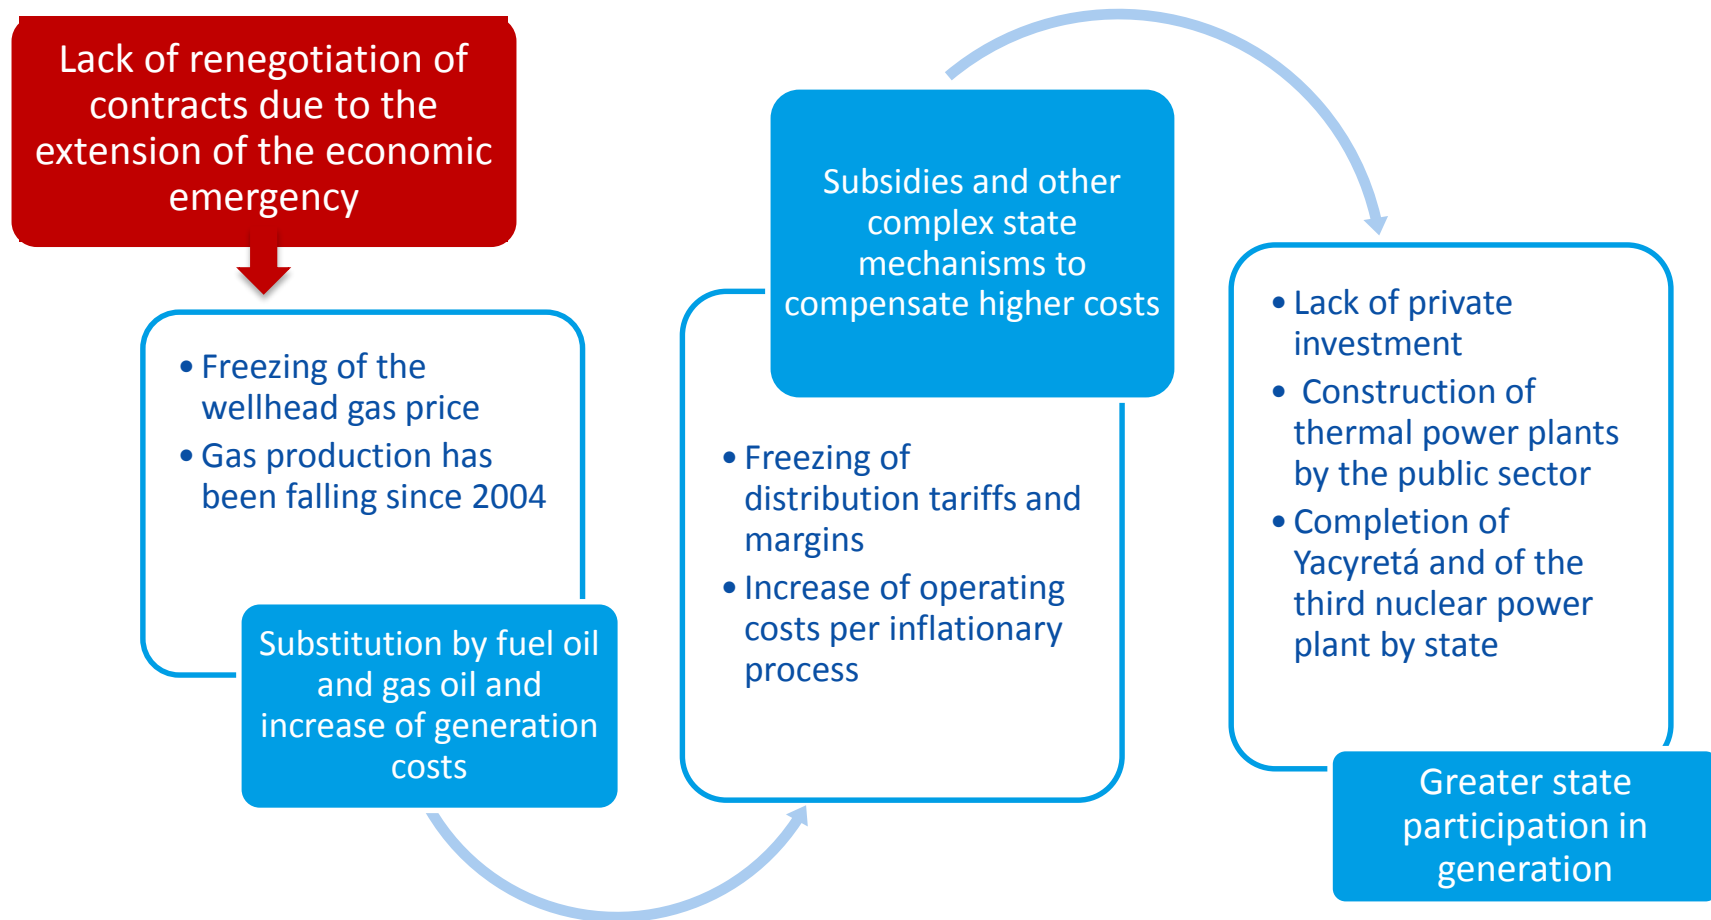 Lack of renegotiation of
contracts due to the
extension of the economic
emergency
• Freezing of the
wellhead gas price
• Gas production has
been falling since 2004
Substitution by fuel oil
and gas oil and
increase of generation
costs
Subsidies and other
complex state
mechanisms to
compensate higher costs
• Freezing of
distribution tariffs and
margins
• Increase of operating
costs per inflationary
process
• Lack of private
investment
• Construction of
thermal power plants
by the public sector
• Completion of
Yacyretá and of the
third nuclear power
plant by state
Greater state
participation in
generation